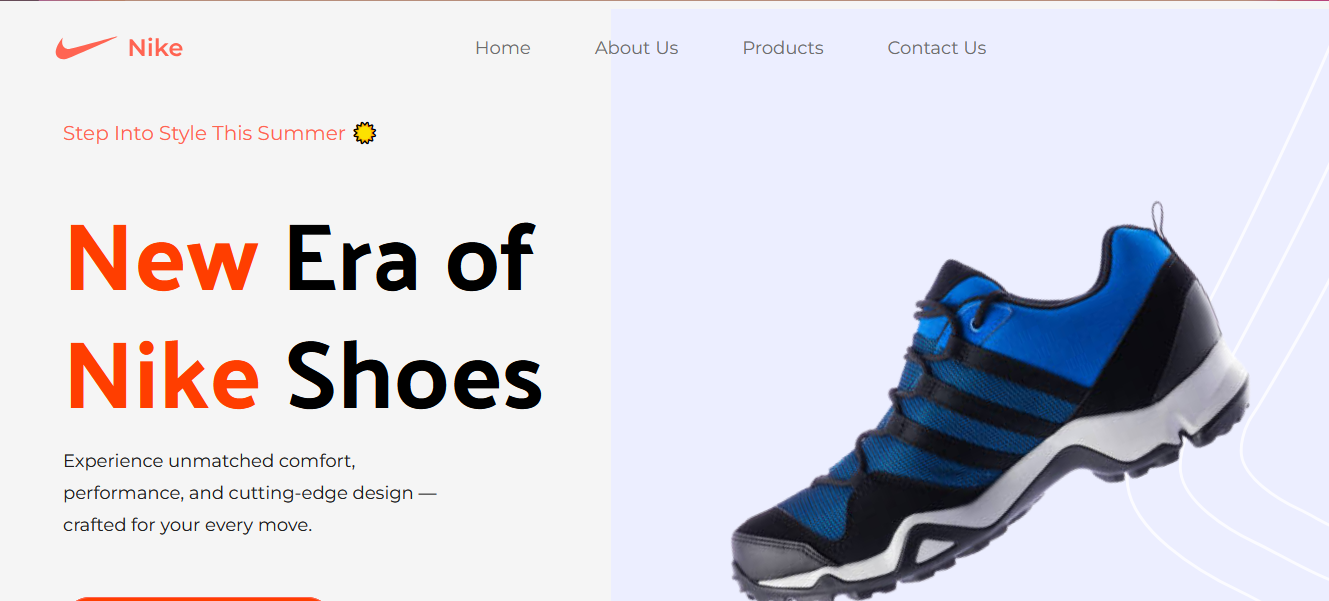 Nike
Home About Us Products Contact Us
Step Into Style This Summer
New Era of
Nike Shoes
Experience unmatched comfort,
performance, and cutting-edge design —
crafted for your every move.